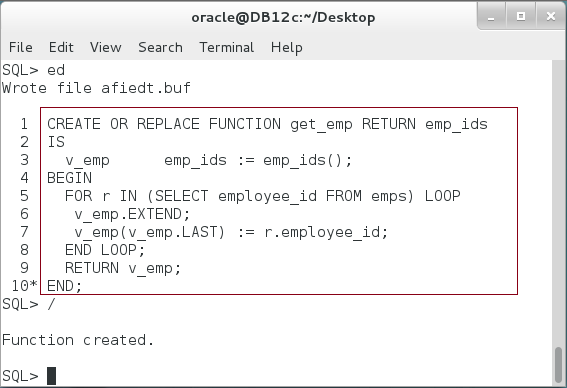 oracle@DB12c:~/Desktop
File Edit View Search Terminal Help
SQL> ed
Wrote file afiedt.buf
1 CREATE OR REPLACE FUNCTION get_emp RETURN emp_ids
2 IS
3 v_emp emp_ids := emp_ids();
4 BEGIN
5 FOR r IN (SELECT employee_id FROM emps) LOOP
6 v_emp.EXTEND;
7 v_emp(v_emp.LAST) := r.employee_id;
8 END LOOP;
9 RETURN v_emp;
10* END;
SQL> /
Function created.
SQL>